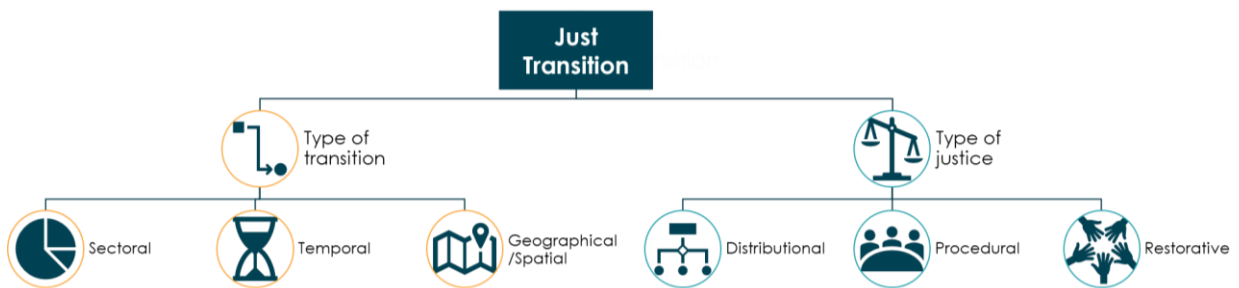 Just
Transition
Type of
transition
Type of
justice
Sectoral
Temporal
Geographical
/Spatial
Distributional
Procedural
Restorative